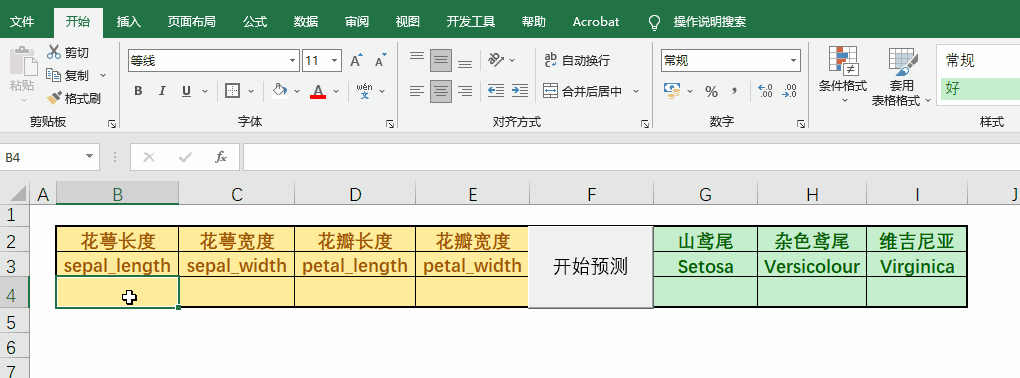 文件 开始 插入 页面布局 公式 数据 审阅 视图 开发工具 帮助 Acrobat 操作说明搜索
粘贴 剪切 复制 格式刷
等线 11 A A
B I U A wén 文
ab c 自动换行
合并后居中
常规
% , .0 .00
条件格式 套用 表格格式
常规
好
剪贴板 字体 对齐方式 数字 样式
B4 fx
A B C D E F G H I J
1
2 花萼长度 花萼宽度 花瓣长度 花瓣宽度 开始预测 山鸢尾 杂色鸢尾 维吉尼亚
3 sepal_length sepal_width petal_length petal_width Setosa Versicolour Virginica
4
5
6
7